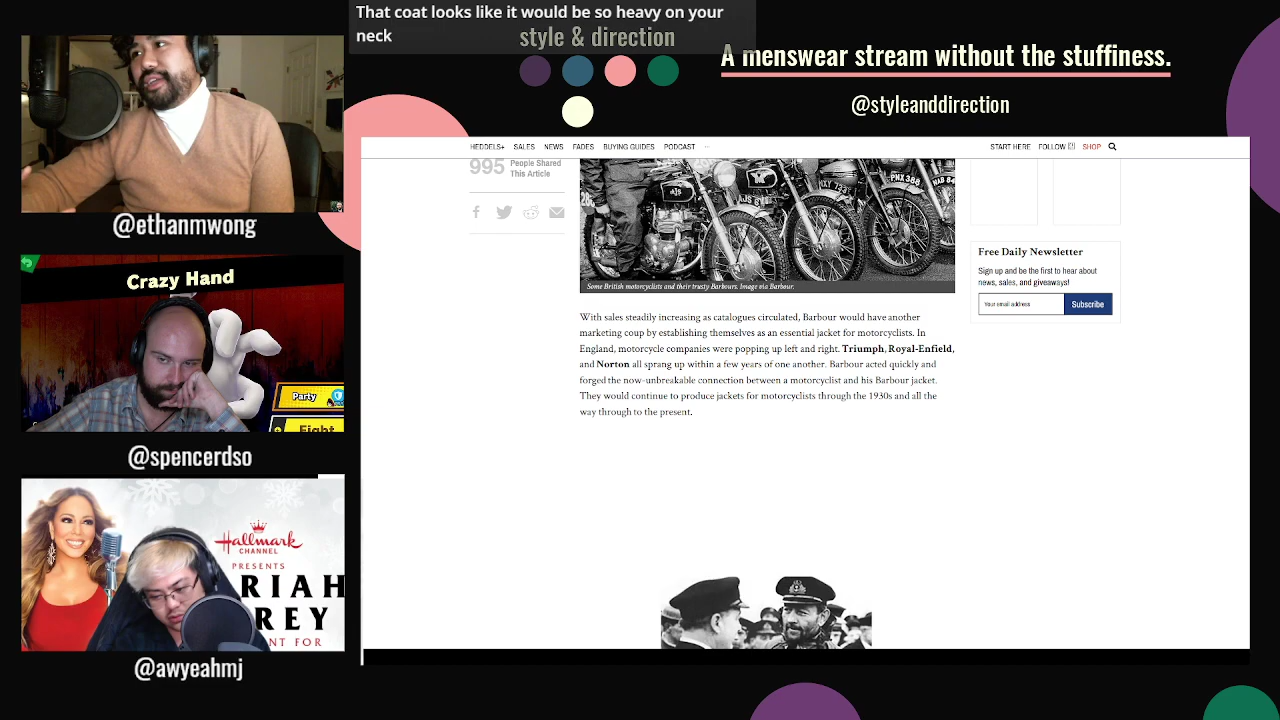 That coat looks like it would be so heavy on your
neck
style & direction
A menswear stream without the stuffiness.
@styleanddirection
@ethanmwong
Crazy Hand
Party
Fight
@spencerdso
Hallmark
CHANNEL
PRESENTS
RIAH
REY
NT FOR
@awyeahmj
HEDDELS+ SALES NEWS FADES BUYING GUIDES PODCAST ...
START HERE FOLLOW SHOP
995 People Shared
This Article
AJS
Some British motorcyclists and their trusty Barbours. Image via Barbour.
With sales steadily increasing as catalogues circulated, Barbour would have another
marketing coup by establishing themselves as an essential jacket for motorcyclists. In
England, motorcycle companies were popping up left and right. Triumph, Royal-Enfield,
and Norton all sprang up within a few years of one another. Barbour acted quickly and
forged the now-unbreakable connection between a motorcyclist and his Barbour jacket.
They would continue to produce jackets for motorcyclists through the 1930s and all the
way through to the present.
Free Daily Newsletter
Sign up and be the first to hear about
news, sales, and giveaways!
Your email address
Subscribe